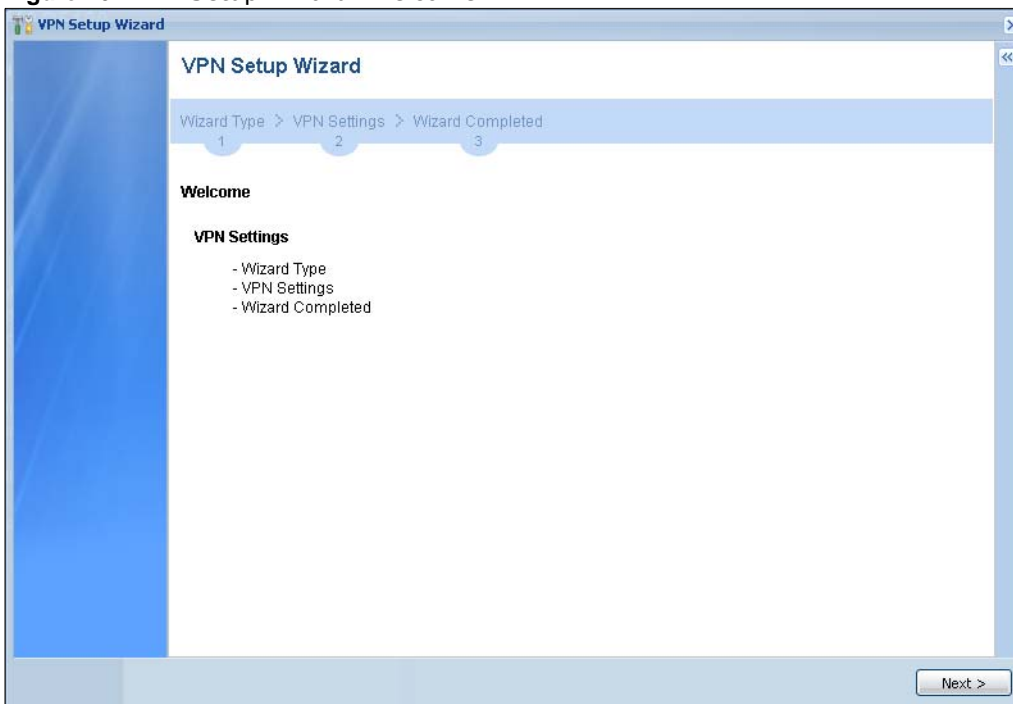 VPN Setup Wizard
VPN Setup Wizard
Wizard Type > VPN Settings > Wizard Completed
1 2 3
Welcome
VPN Settings
- Wizard Type
- VPN Settings
- Wizard Completed
Next >